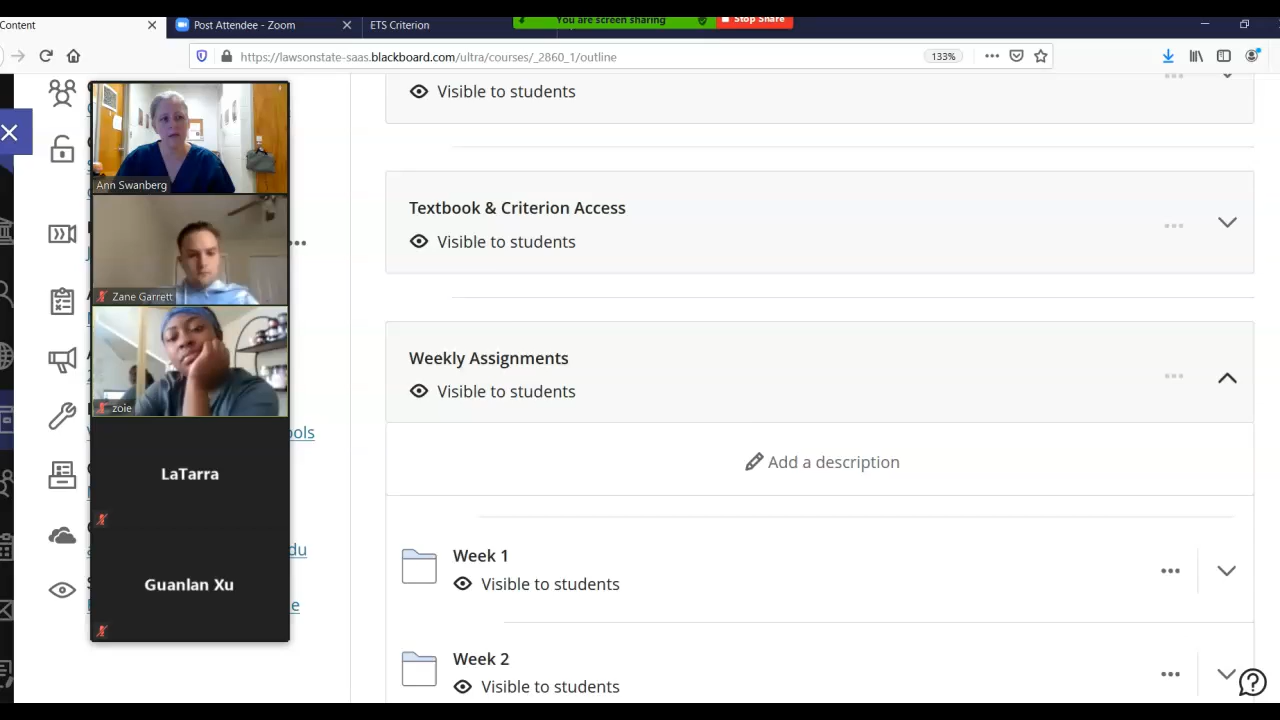 Content
Post Attendee - Zoom
ETS Criterion
You are screen sharing
Stop Share
https://lawsonstate-saas.blackboard.com/ultra/courses/_2860_1/outline
133%
Visible to students
Ann Swanberg
Textbook & Criterion Access
Visible to students
Zane Garrett
Weekly Assignments
Visible to students
zoie
ools
LaTarra
Add a description
Week 1
Visible to students
du
Guanlan Xu
e
Week 2
Visible to students